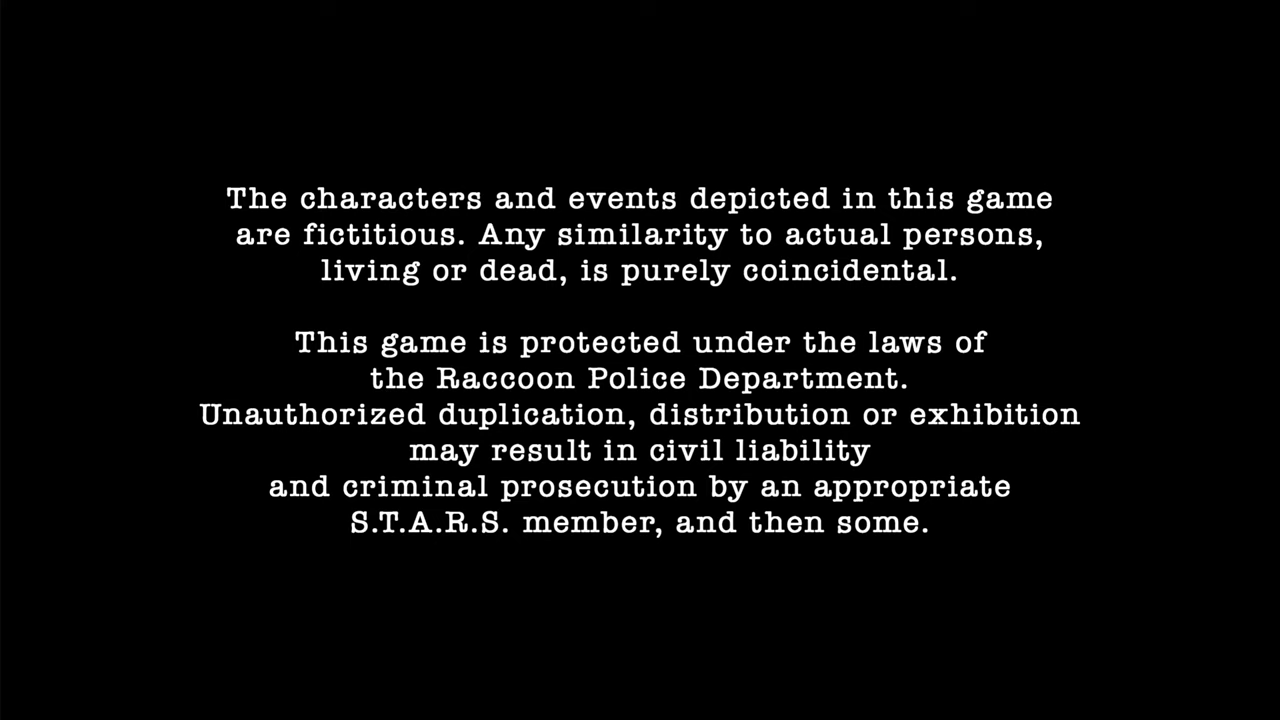 The characters and events depicted in this game
are fictitious. Any similarity to actual persons,
living or dead, is purely coincidental.
This game is protected under the laws of
the Raccoon Police Department.
Unauthorized duplication, distribution or exhibition
may result in civil liability
and criminal prosecution by an appropriate
S.T.A.R.S. member, and then some.